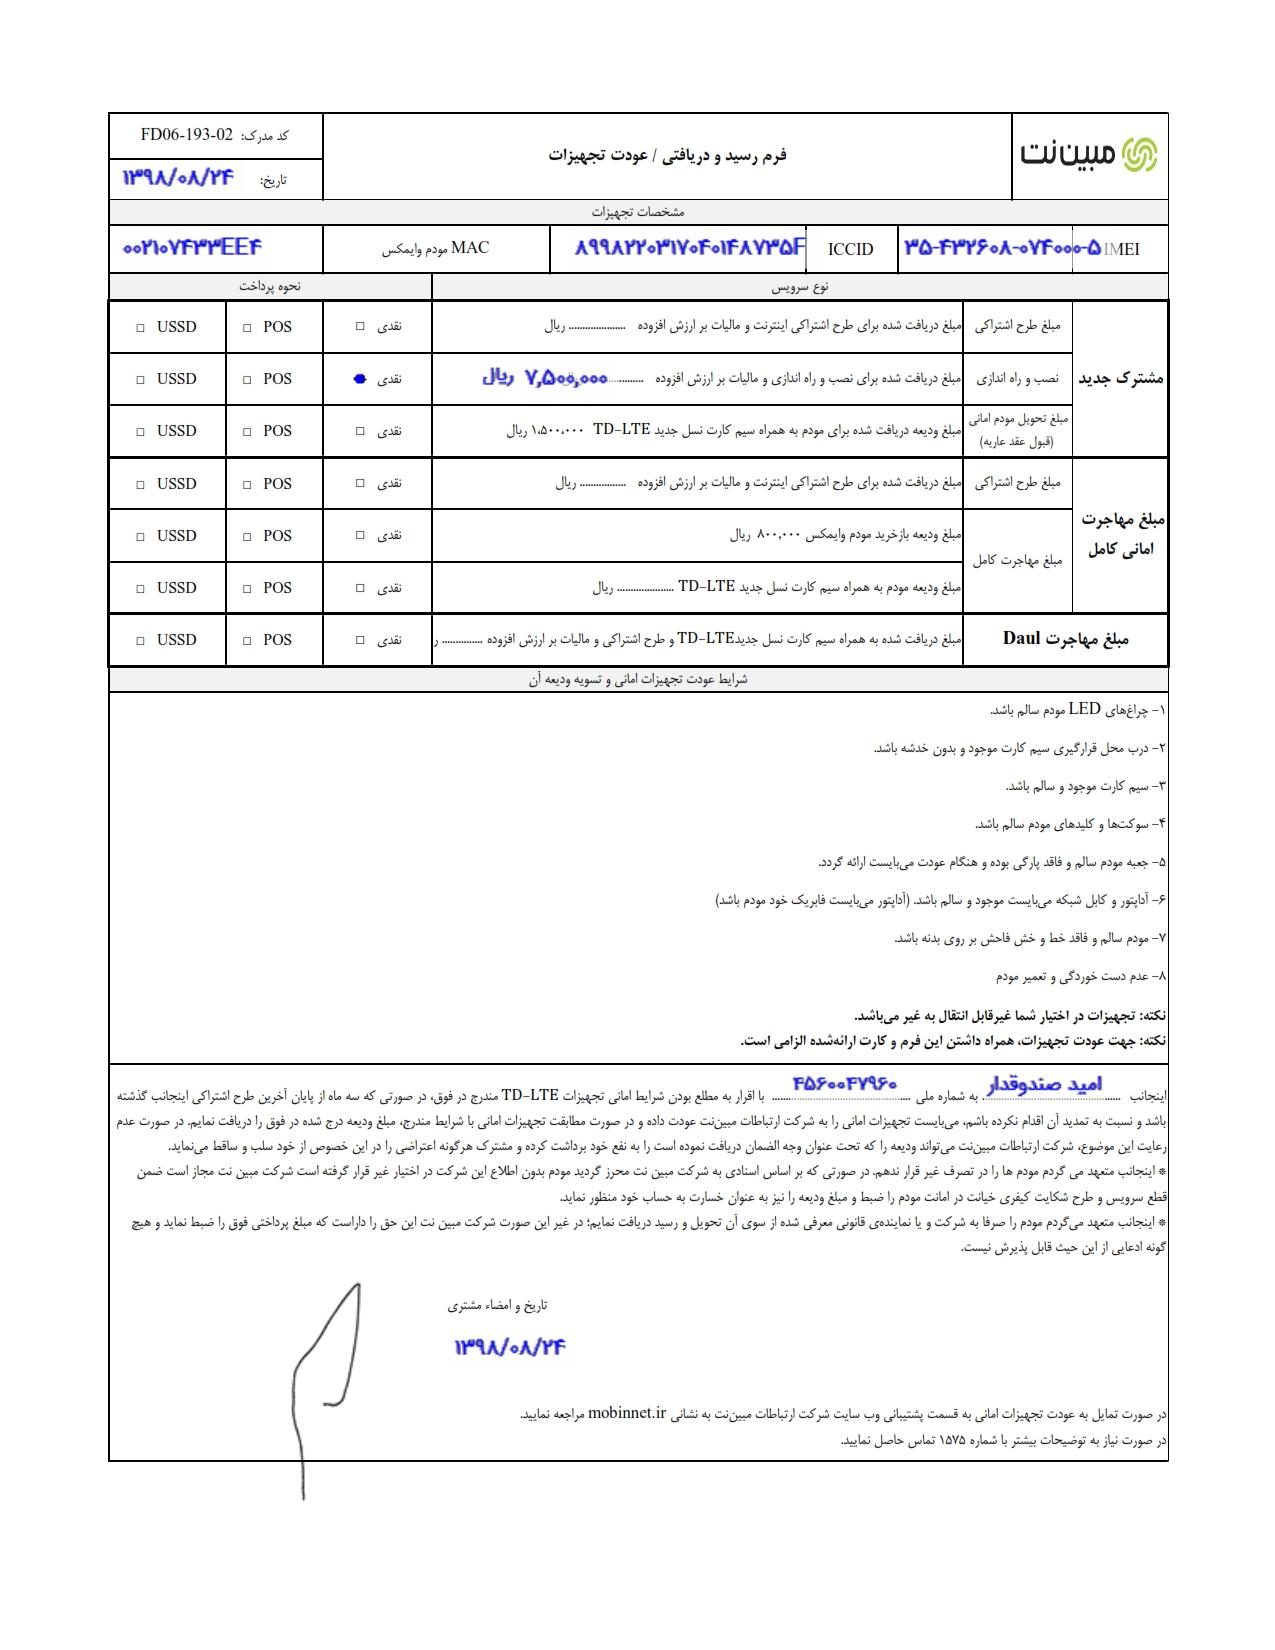 مبین‌نت
فرم رسید و دریافتی / عودت تجهیزات
کد مدرک: FD06-193-02
تاریخ: ۱۳۹۸/۰۸/۲۴
مشخصات تجهیزات
IMEI ۳۵-۴۳۲۶۰۸-۰۷۴۰۰۰-۵ ICCID ۸۹۹۸۲۲۰۳۱۷۰۴۰۱۴۸۷۳۵F MAC مودم وایمکس ۰۰۲۱۰۷۴۳۳EE۴
نوع سرویس نحوه پرداخت
مشترک جدید
مبلغ طرح اشتراکی مبلغ دریافت شده برای طرح اشتراکی اینترنت و مالیات بر ارزش افزوده ..................... ریال نقدی □ POS □ USSD □
نصب و راه اندازی مبلغ دریافت شده برای نصب و راه اندازی و مالیات بر ارزش افزوده .......... ۷,۵۰۰,۰۰۰ ریال نقدی ● POS □ USSD □
مبلغ تحویل مودم امانی (قبول عقد عاریه) مبلغ ودیعه دریافت شده برای مودم به همراه سیم کارت نسل جدید TD-LTE ۱،۵۰۰،۰۰۰ ریال نقدی □ POS □ USSD □
مبلغ مهاجرت امانی کامل
مبلغ طرح اشتراکی مبلغ دریافت شده برای طرح اشتراکی اینترنت و مالیات بر ارزش افزوده ................. ریال نقدی □ POS □ USSD □
مبلغ مهاجرت کامل مبلغ ودیعه بازخرید مودم وایمکس ۸۰۰,۰۰۰ ریال نقدی □ POS □ USSD □
مبلغ ودیعه مودم به همراه سیم کارت نسل جدید TD-LTE ..................... ریال نقدی □ POS □ USSD □
مبلغ مهاجرت Daul مبلغ دریافت شده به همراه سیم کارت نسل جدیدTD-LTE و طرح اشتراکی و مالیات بر ارزش افزوده ............... ر نقدی □ POS □ USSD □
شرایط عودت تجهیزات امانی و تسویه ودیعه آن
۱- چراغ‌های LED مودم سالم باشد.
۲- درب محل قرارگیری سیم کارت موجود و بدون خدشه باشد.
۳- سیم کارت موجود و سالم باشد.
۴- سوکت‌ها و کلیدهای مودم سالم باشد.
۵- جعبه مودم سالم و فاقد پارگی بوده و هنگام عودت می‌بایست ارائه گردد.
۶- آداپتور و کابل شبکه می‌بایست موجود و سالم باشد. (آداپتور می‌بایست فابریک خود مودم باشد)
۷- مودم سالم و فاقد خط و خش فاحش بر روی بدنه باشد.
۸- عدم دست خوردگی و تعمیر مودم
نکته: تجهیزات در اختیار شما غیرقابل انتقال به غیر می‌باشد.
نکته: جهت عودت تجهیزات، همراه داشتن این فرم و کارت ارائه‌شده الزامی است.
اینجانب امید صندوقدار به شماره ملی ۴۵۶۰۰۴۷۹۶۰ با اقرار به مطلع بودن شرایط امانی تجهیزات TD-LTE مندرج در فوق، در صورتی که سه ماه از پایان آخرین طرح اشتراکی اینجانب گذشته
باشد و نسبت به تمدید آن اقدام نکرده باشم، می‌بایست تجهیزات امانی را به شرکت ارتباطات مبین‌نت عودت داده و در صورت مطابقت تجهیزات امانی با شرایط مندرج، مبلغ ودیعه درج شده در فوق را دریافت نمایم. در صورت عدم
رعایت این موضوع، شرکت ارتباطات مبین‌نت می‌تواند ودیعه را که تحت عنوان وجه الضمان دریافت نموده است را به نفع خود برداشت کرده و مشترک هرگونه اعتراضی را در این خصوص از خود سلب و ساقط می‌نماید.
* اینجانب متعهد می گردم مودم ها را در تصرف غیر قرار ندهم. در صورتی که بر اساس اسنادی به شرکت مبین نت محرز گردید مودم بدون اطلاع این شرکت در اختیار غیر قرار گرفته است شرکت مبین نت مجاز است ضمن
قطع سرویس و طرح شکایت کیفری خیانت در امانت مودم را ضبط و مبلغ ودیعه را نیز به عنوان خسارت به حساب خود منظور نماید.
* اینجانب متعهد می‌گردم مودم را صرفا به شرکت و یا نماینده‌ی قانونی معرفی شده از سوی آن تحویل و رسید دریافت نمایم؛ در غیر این صورت شرکت مبین نت این حق را داراست که مبلغ پرداختی فوق را ضبط نماید و هیچ
گونه ادعایی از این حیث قابل پذیرش نیست.
تاریخ و امضاء مشتری
۱۳۹۸/۰۸/۲۴
در صورت تمایل به عودت تجهیزات امانی به قسمت پشتیبانی وب سایت شرکت ارتباطات مبین‌نت به نشانی mobinnet.ir مراجعه نمایید.
در صورت نیاز به توضیحات بیشتر با شماره ۱۵۷۵ تماس حاصل نمایید.